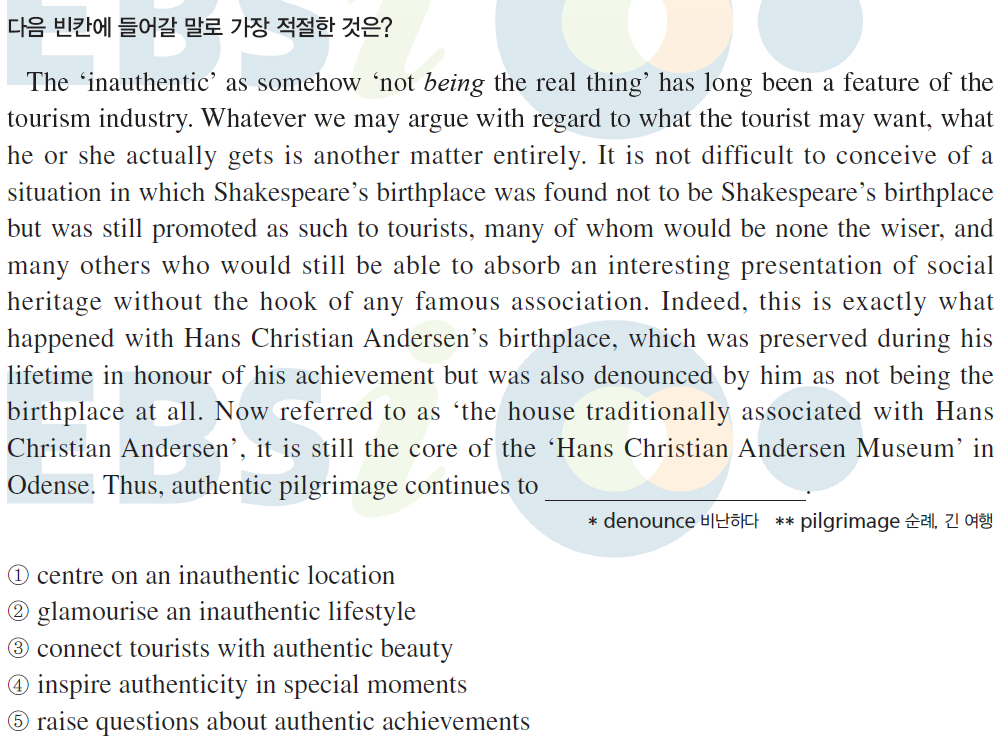 다음 빈칸에 들어갈 말로 가장 적절한 것은?
The ‘inauthentic’ as somehow ‘not being the real thing’ has long been a feature of the
tourism industry. Whatever we may argue with regard to what the tourist may want, what
he or she actually gets is another matter entirely. It is not difficult to conceive of a
situation in which Shakespeare’s birthplace was found not to be Shakespeare’s birthplace
but was still promoted as such to tourists, many of whom would be none the wiser, and
many others who would still be able to absorb an interesting presentation of social
heritage without the hook of any famous association. Indeed, this is exactly what
happened with Hans Christian Andersen’s birthplace, which was preserved during his
lifetime in honour of his achievement but was also denounced by him as not being the
birthplace at all. Now referred to as ‘the house traditionally associated with Hans
Christian Andersen’, it is still the core of the ‘Hans Christian Andersen Museum’ in
Odense. Thus, authentic pilgrimage continues to ____________________.
* denounce 비난하다 ** pilgrimage 순례, 긴 여행
① centre on an inauthentic location
② glamourise an inauthentic lifestyle
③ connect tourists with authentic beauty
④ inspire authenticity in special moments
⑤ raise questions about authentic achievements
EBSi
EBSi